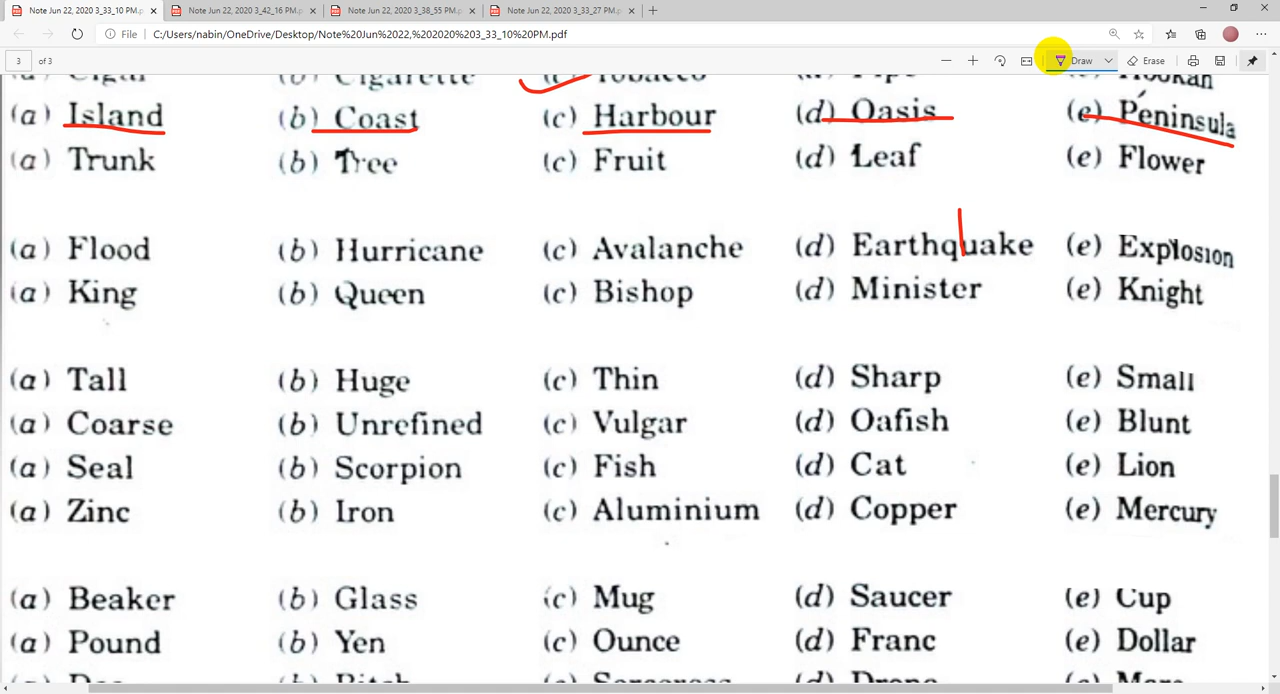 Note Jun 22, 2020 3_33_10 PM.p Note Jun 22, 2020 3_42_16 PM.p Note Jun 22, 2020 3_38_55 PM.p Note Jun 22, 2020 3_33_27 PM.p
File C:/Users/nabin/OneDrive/Desktop/Note%20Jun%2022,%202020%203_33_10%20PM.pdf
3 of 3 Draw Erase
(b) Cigarette (c) Tobacco (e) Hookah
(a) Island (b) Coast (c) Harbour (d) Oasis (e) Peninsula
(a) Trunk (b) Tree (c) Fruit (d) Leaf (e) Flower
(a) Flood (b) Hurricane (c) Avalanche (d) Earthquake (e) Explosion
(a) King (b) Queen (c) Bishop (d) Minister (e) Knight
(a) Tall (b) Huge (c) Thin (d) Sharp (e) Small
(a) Coarse (b) Unrefined (c) Vulgar (d) Oafish (e) Blunt
(a) Seal (b) Scorpion (c) Fish (d) Cat (e) Lion
(a) Zinc (b) Iron (c) Aluminium (d) Copper (e) Mercury
(a) Beaker (b) Glass (c) Mug (d) Saucer (e) Cup
(a) Pound (b) Yen (c) Ounce (d) Franc (e) Dollar